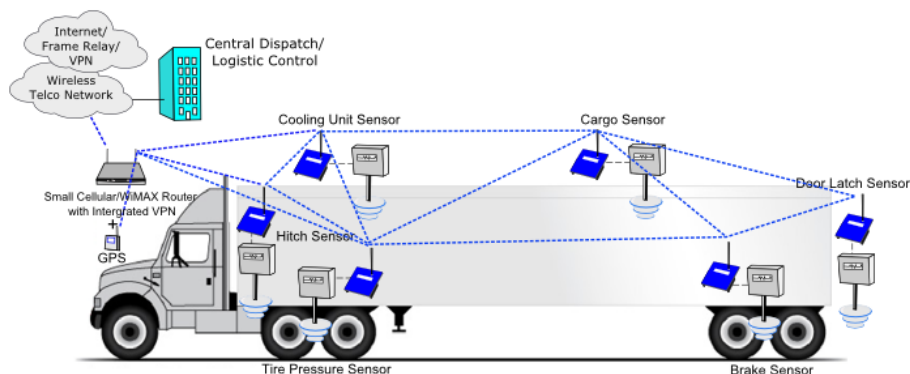 Internet/
Frame Relay/
VPN
Wireless
Telco Network
Central Dispatch/
Logistic Control
Cooling Unit Sensor
Cargo Sensor
Door Latch Sensor
Small Cellular/WiMAX Router
with Intergrated VPN
+
GPS
Hitch Sensor
Tire Pressure Sensor
Brake Sensor